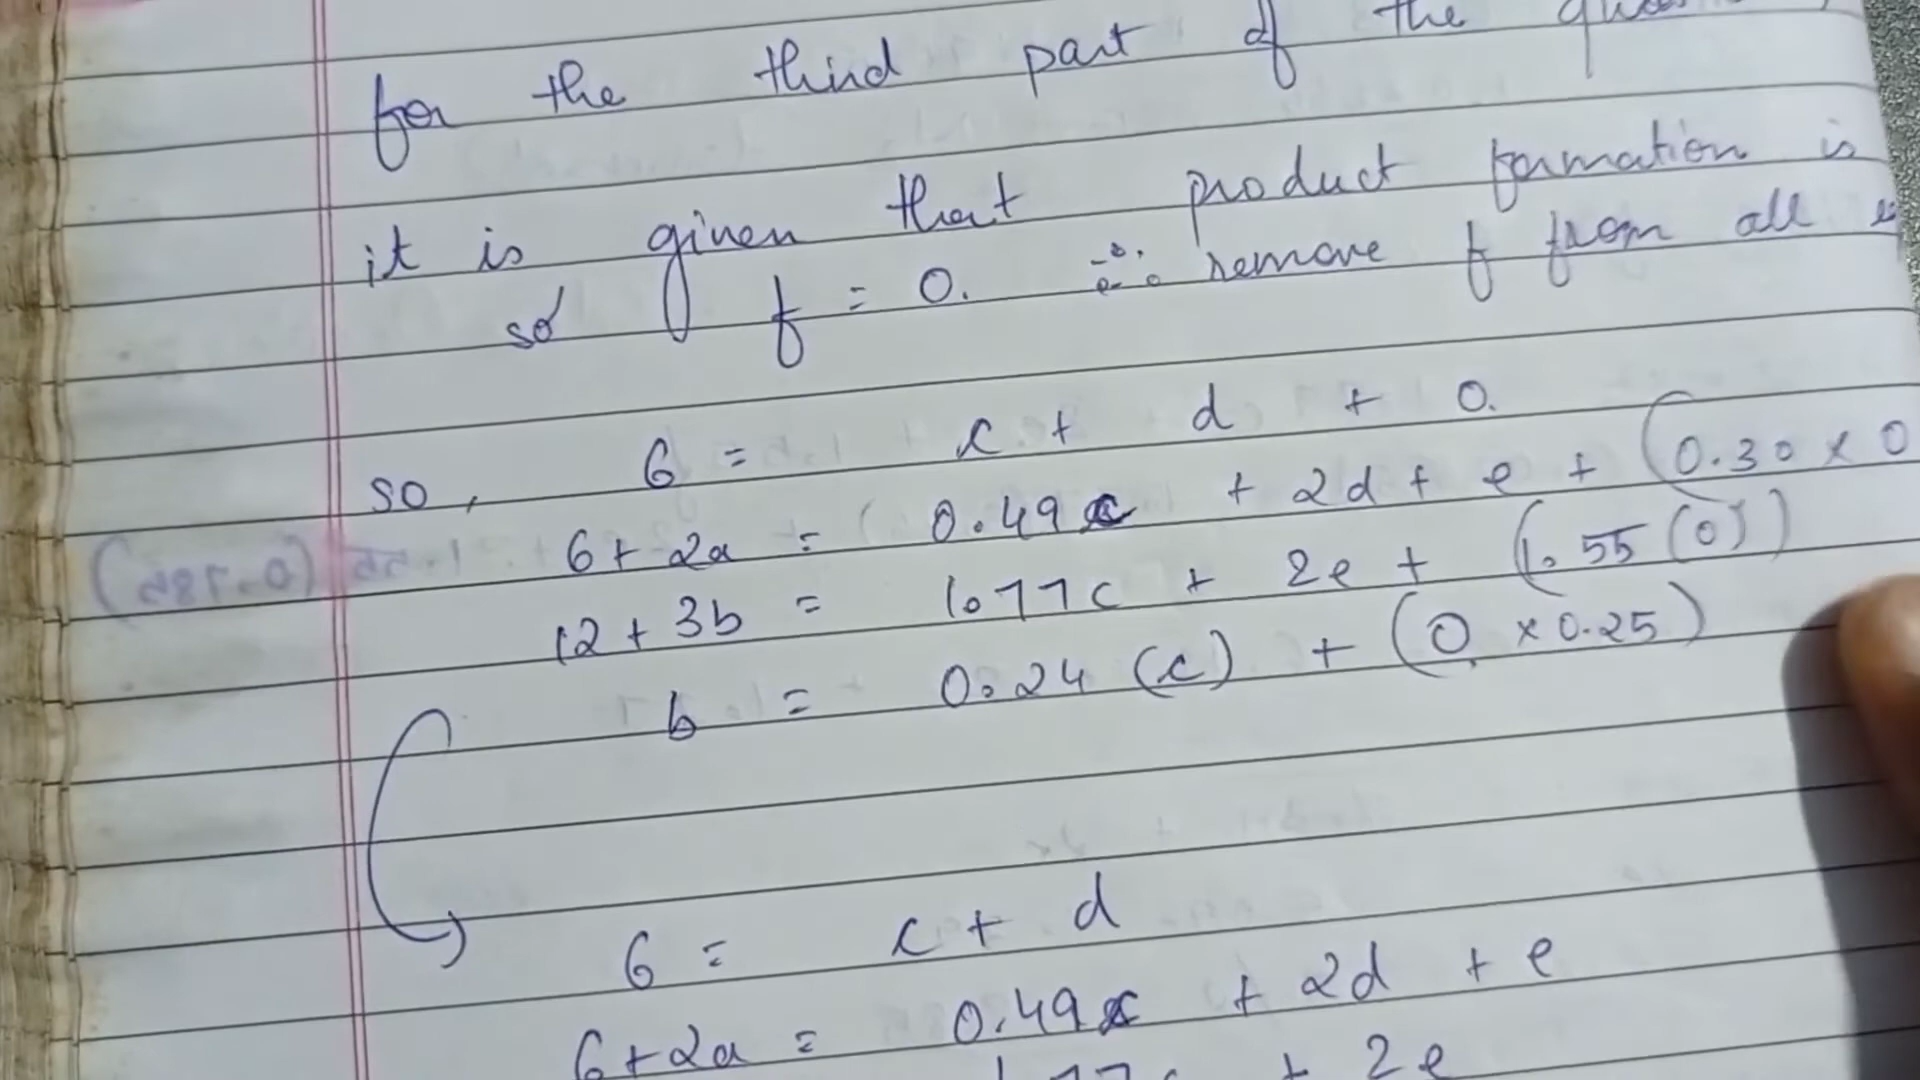 for the third part of the
it is given that product formation is
so f = 0. ∴ remove f from all
so, 6 = c + d + 0.
6 + 2a = 0.49c + 2d + e + (0.30 x 0
12 + 3b = 1.77c + 2e + (1.55 (0))
b = 0.24 (c) + (0 x 0.25)
6 = c + d
6 + 2a = 0.49c + 2d + e
+ 2e